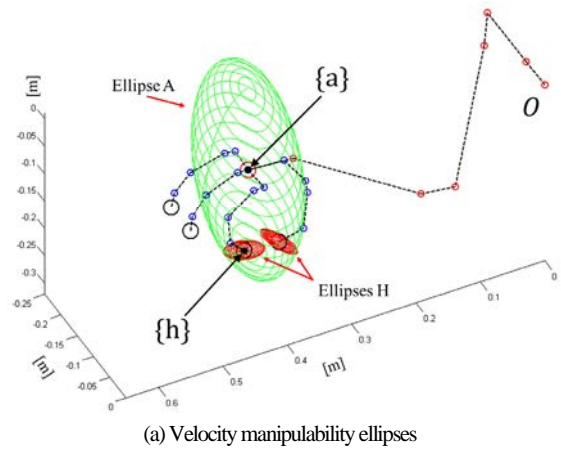 [m]
Ellipse A
{a}
O
0
-0.05
-0.1
-0.15
-0.2
-0.25
-0.3
Ellipses H
{h}
-0.25
-0.2
-0.15
-0.1
-0.05
0
[m]
0.6
0.5
0.4
0.3
0.2
0.1
0
[m]
(a) Velocity manipulability ellipses